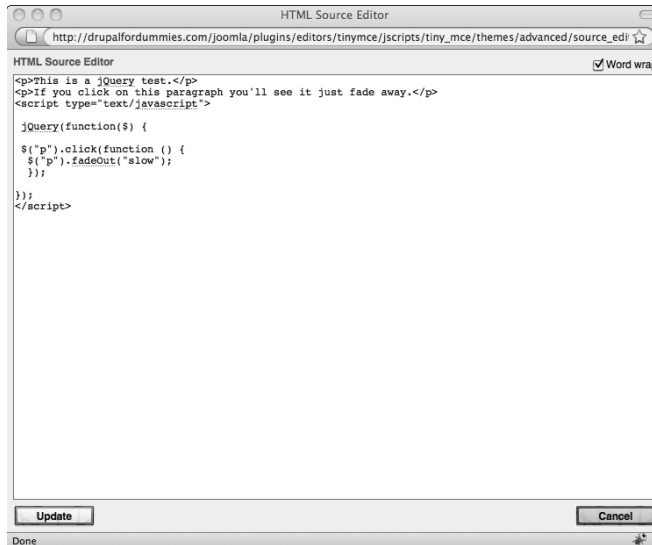 HTML Source Editor
http://drupalfordummies.com/joomla/plugins/editors/tinymce/jscripts/tiny_mce/themes/advanced/source_edi
HTML Source Editor
Word wra
<p>This is a jQuery test.</p>
<p>If you click on this paragraph you'll see it just fade away.</p>
<script type="text/javascript">
jQuery(function($) {
$("p").click(function () {
$("p").fadeOut("slow");
});
});
</script>
Update
Cancel
Done